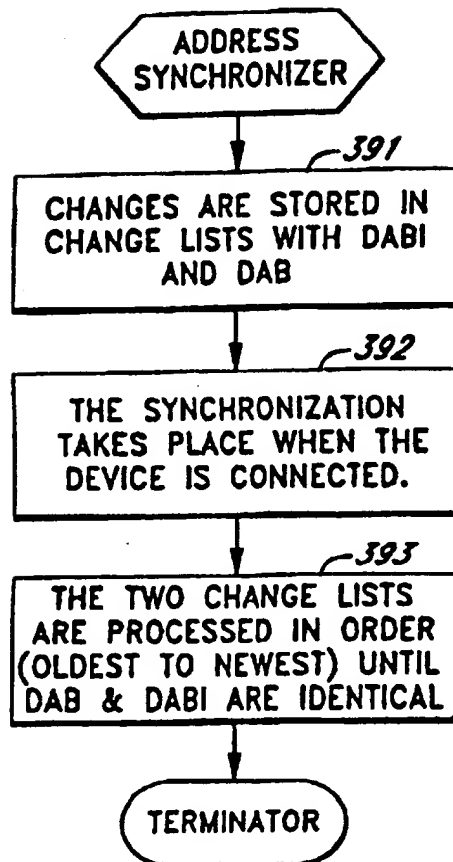 ADDRESS
SYNCHRONIZER
391
CHANGES ARE STORED IN
CHANGE LISTS WITH DABI
AND DAB
392
THE SYNCHRONIZATION
TAKES PLACE WHEN THE
DEVICE IS CONNECTED.
393
THE TWO CHANGE LISTS
ARE PROCESSED IN ORDER
(OLDEST TO NEWEST) UNTIL
DAB & DABI ARE IDENTICAL
TERMINATOR